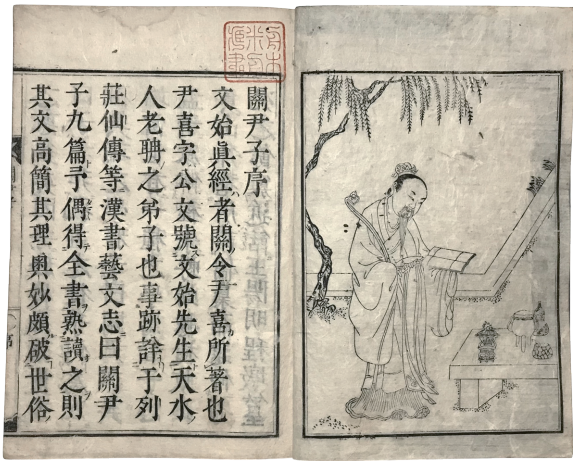 關尹子序
文始眞經者關令尹喜所著也
尹喜字公文號文始先生天水
人老聃之弟子也事跡詮于列
莊仙傳等漢書藝文志曰關尹
子九篇予偶得全書熟讀之則
其文高簡其理奧妙頗破世俗